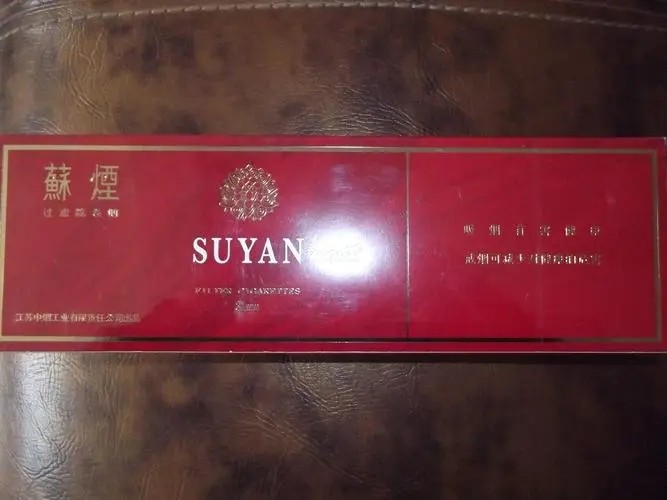 蘇煙
过滤嘴香烟
SUYAN
FILTER CIGARETTES
江苏中烟工业有限责任公司出品
吸烟有害健康
戒烟可减少对健康的危害